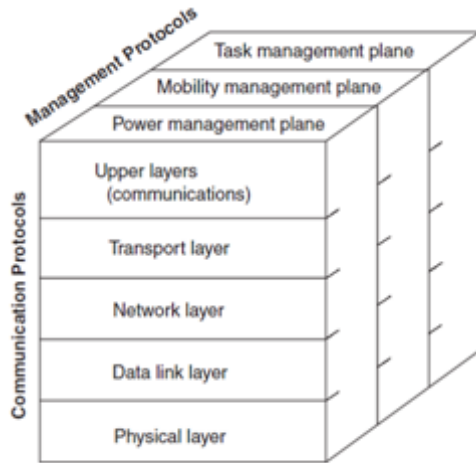 Management Protocols
Task management plane
Mobility management plane
Power management plane
Communication Protocols
Upper layers
(communications)
Transport layer
Network layer
Data link layer
Physical layer